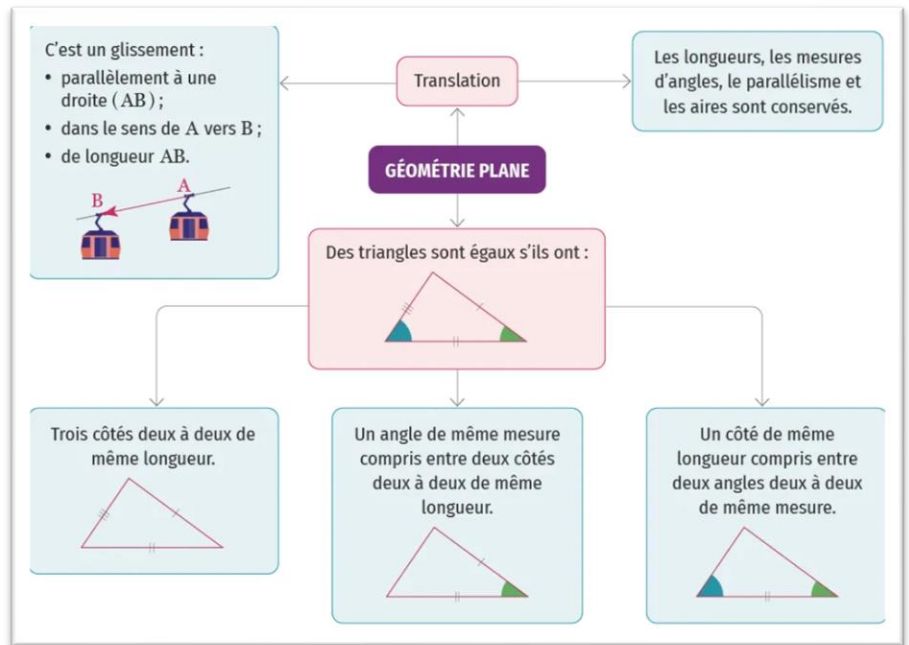 C'est un glissement :
• parallèlement à une
droite (AB) ;
• dans le sens de A vers B ;
• de longueur AB.
A
B
Translation
Les longueurs, les mesures
d'angles, le parallélisme et
les aires sont conservés.
GÉOMÉTRIE PLANE
Des triangles sont égaux s'ils ont :
Trois côtés deux à deux de
même longueur.
Un angle de même mesure
compris entre deux côtés
deux à deux de même
longueur.
Un côté de même
longueur compris entre
deux angles deux à deux
de même mesure.